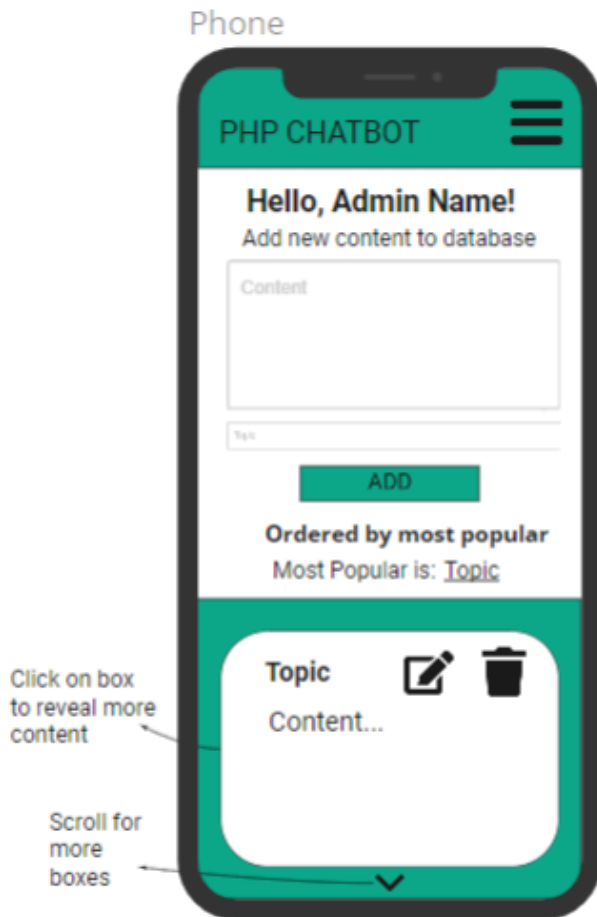 Phone
PHP CHATBOT
Hello, Admin Name!
Add new content to database
Content
Topic
ADD
Ordered by most popular
Most Popular is: Topic
Topic
Content...
Click on box
to reveal more
content
Scroll for
more
boxes